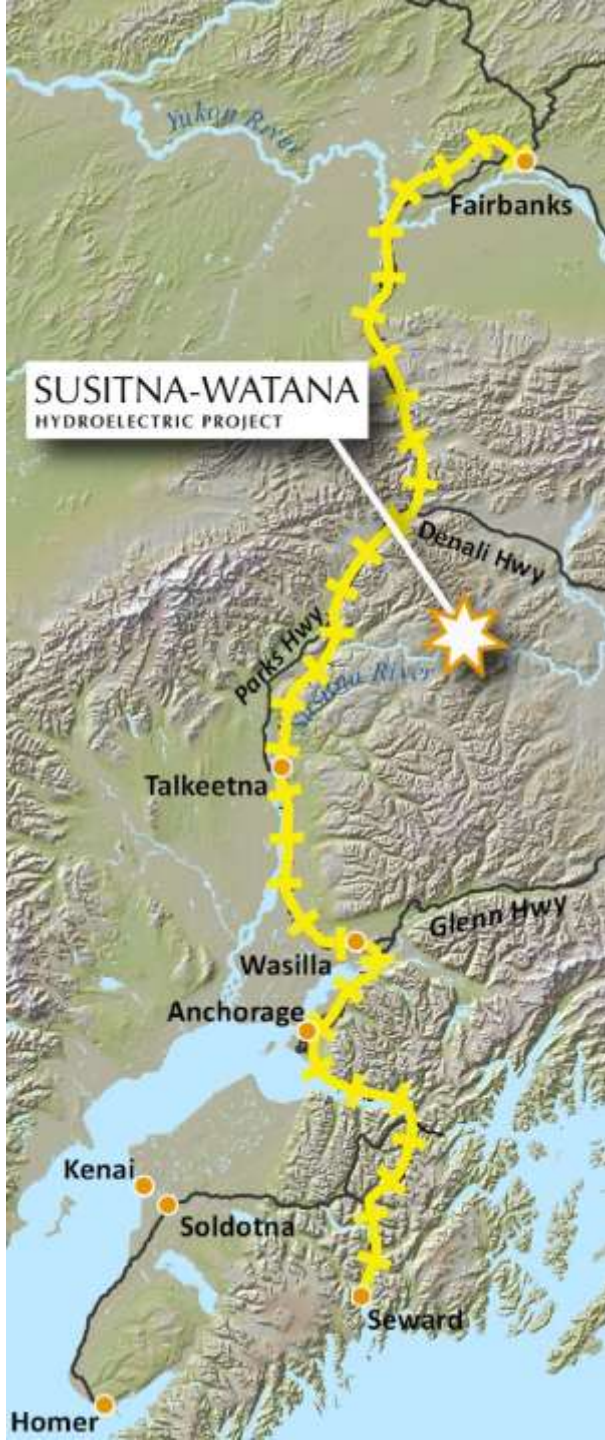 Yukon River
Fairbanks
SUSITNA-WATANA
HYDROELECTRIC PROJECT
Denali Hwy
Parks Hwy
Susitna River
Talkeetna
Glenn Hwy
Wasilla
Anchorage
Kenai
Soldotna
Seward
Homer